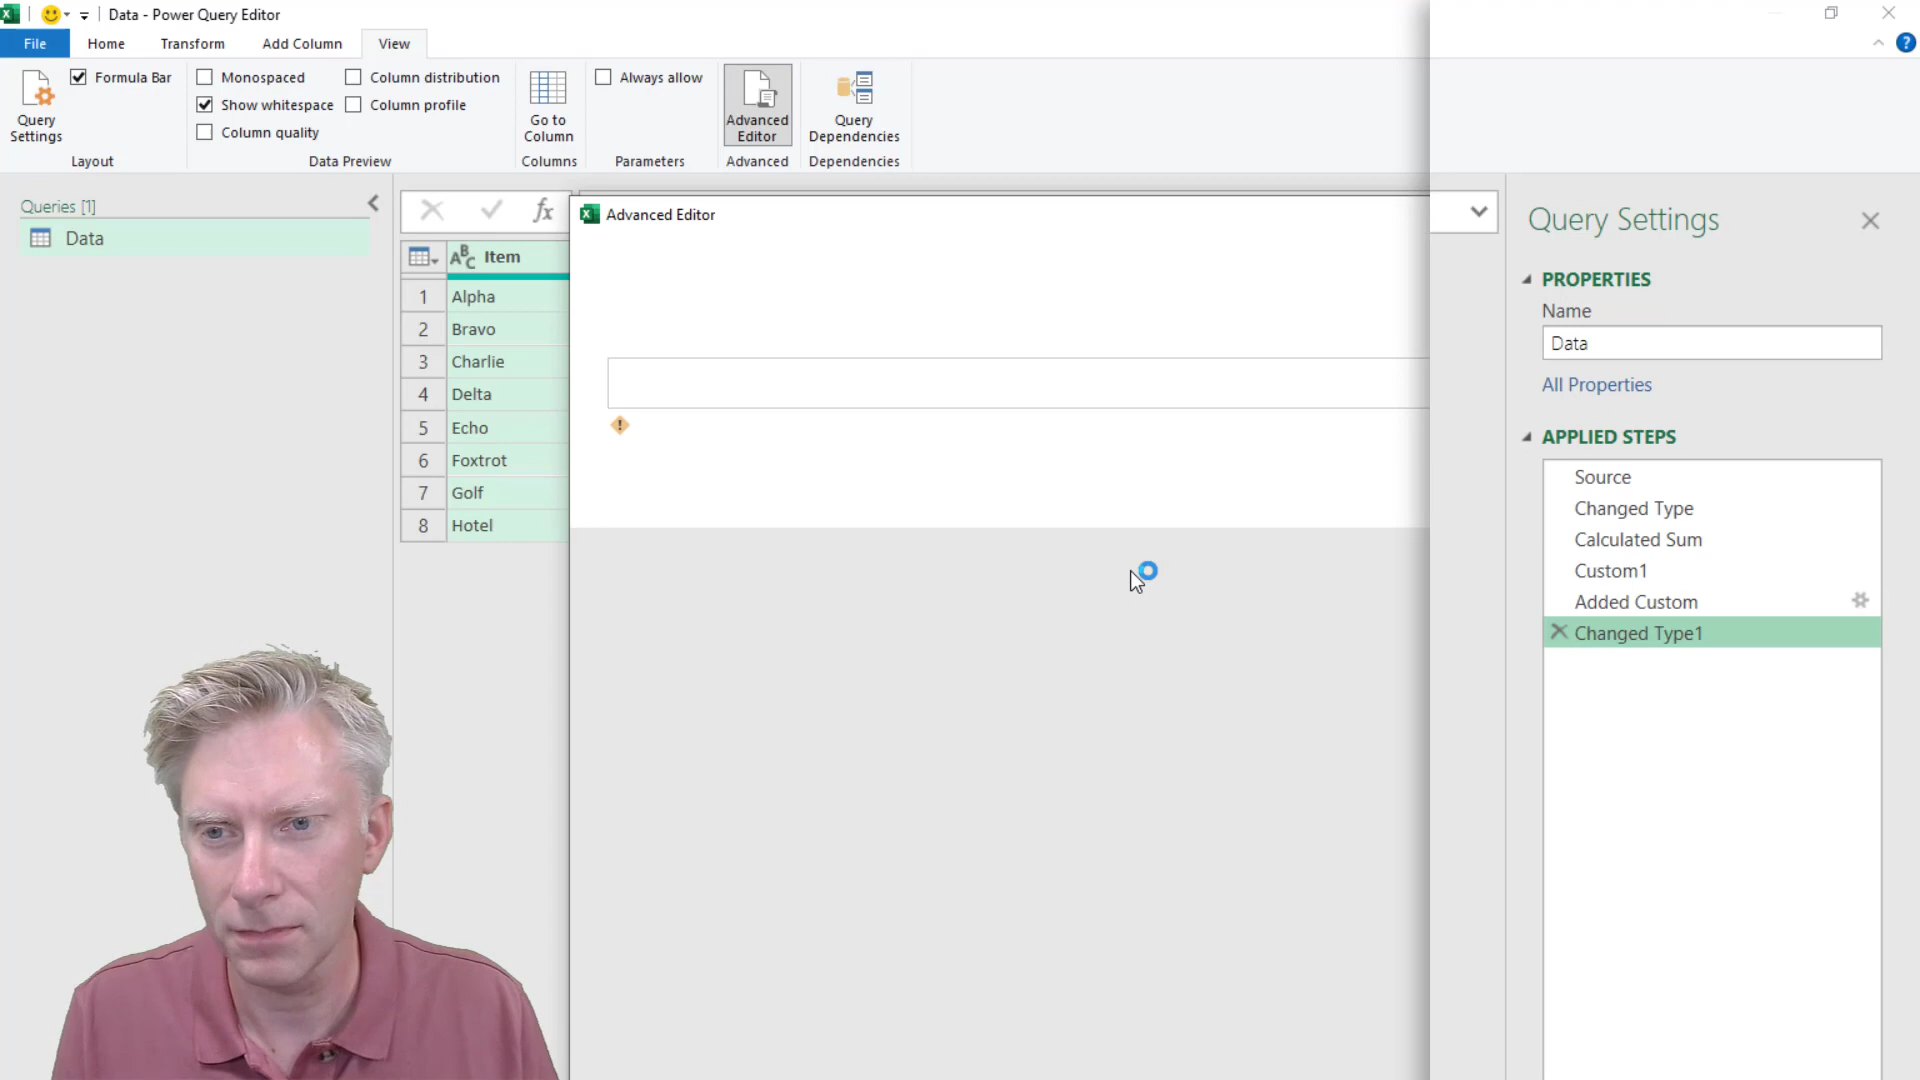 Data - Power Query Editor
File Home Transform Add Column View
Query Settings
Formula Bar
Layout
Monospaced
Show whitespace
Column quality
Column distribution
Column profile
Data Preview
Go to Column
Columns
Always allow
Parameters
Advanced Editor
Advanced
Query Dependencies
Dependencies
?
Queries [1]
Data
fx
ABC Item
1 Alpha
2 Bravo
3 Charlie
4 Delta
5 Echo
6 Foxtrot
7 Golf
8 Hotel
Advanced Editor
!
Query Settings
PROPERTIES
Name
Data
All Properties
APPLIED STEPS
Source
Changed Type
Calculated Sum
Custom1
Added Custom
Changed Type1